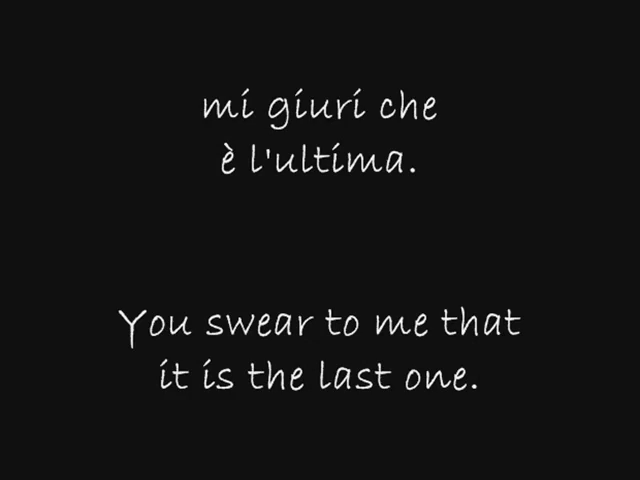 mi giuri che
è l'ultima.
You swear to me that
it is the last one.